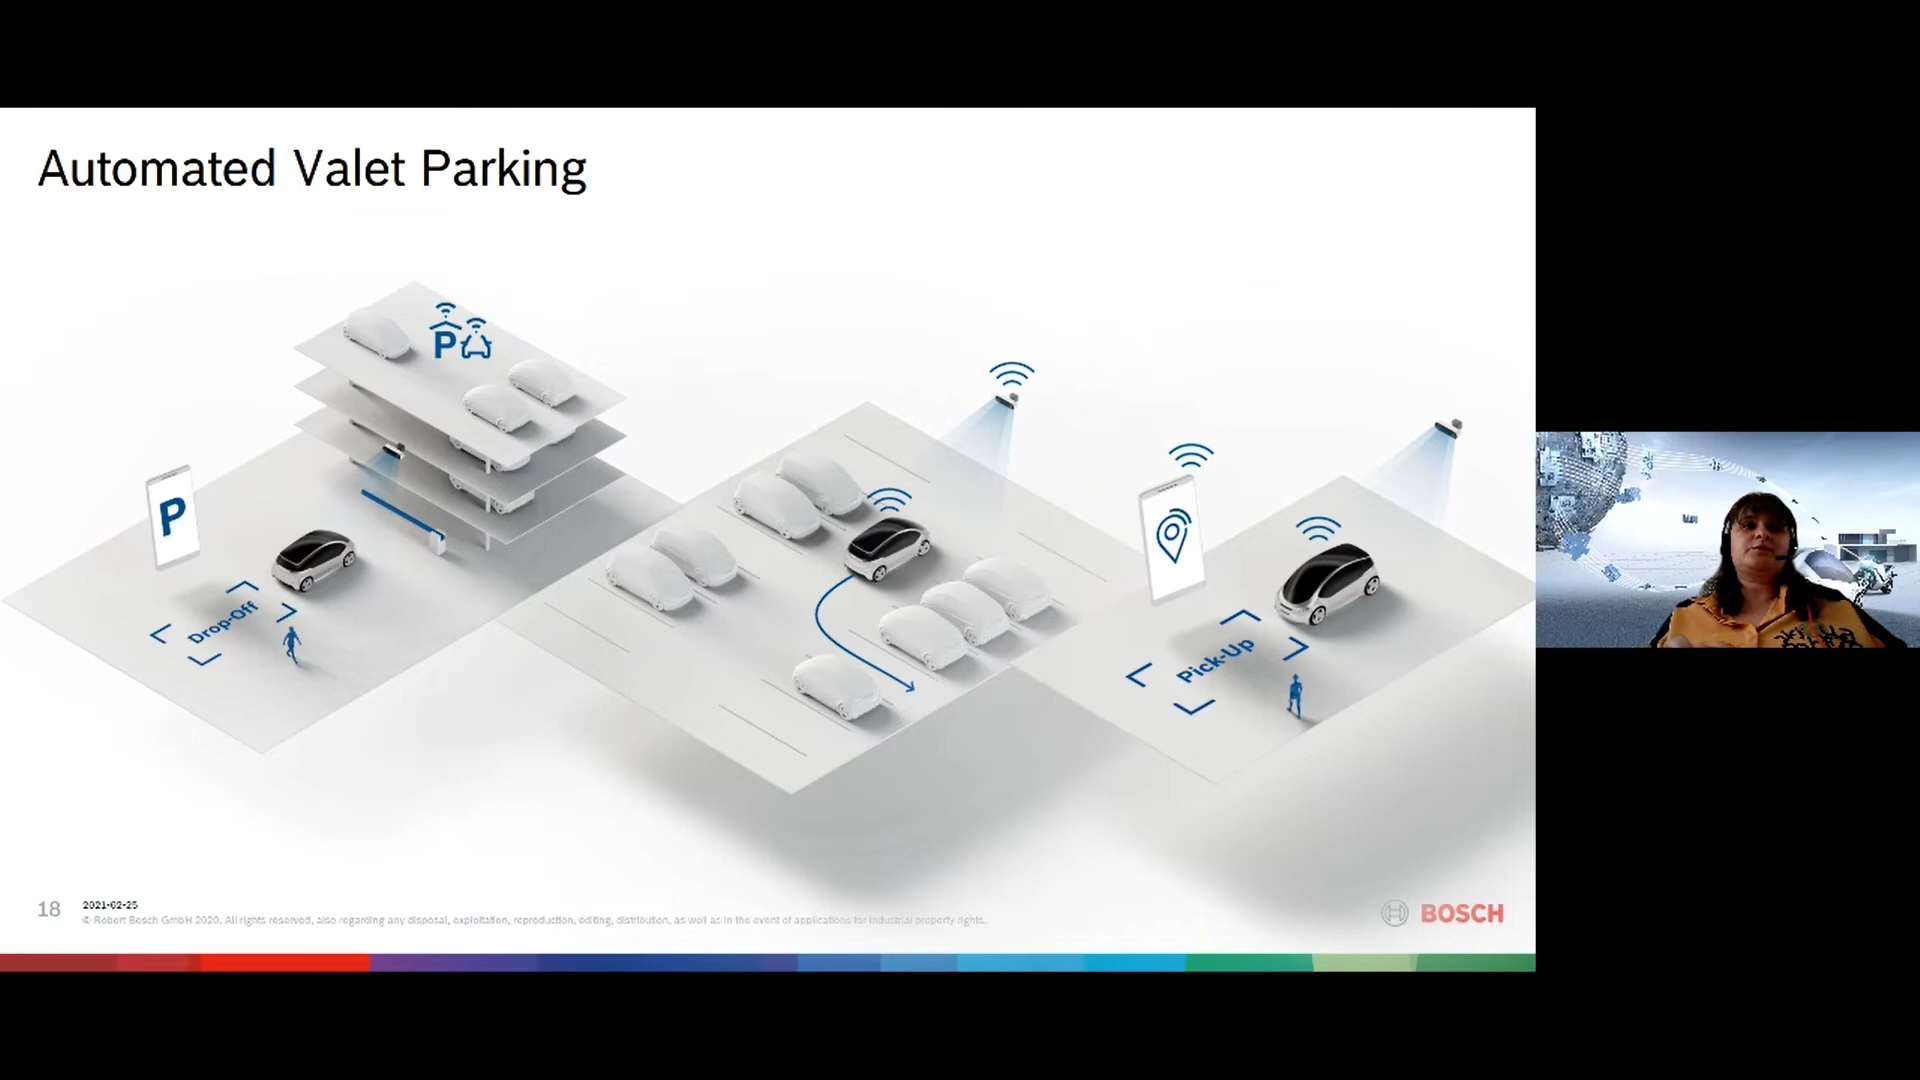 Automated Valet Parking
P
P
Drop-Off
Pick-Up
18
2021-02-25
© Robert Bosch GmbH 2020. All rights reserved, also regarding any disposal, exploitation, reproduction, editing, distribution, as well as in the event of applications for industrial property rights.
BOSCH